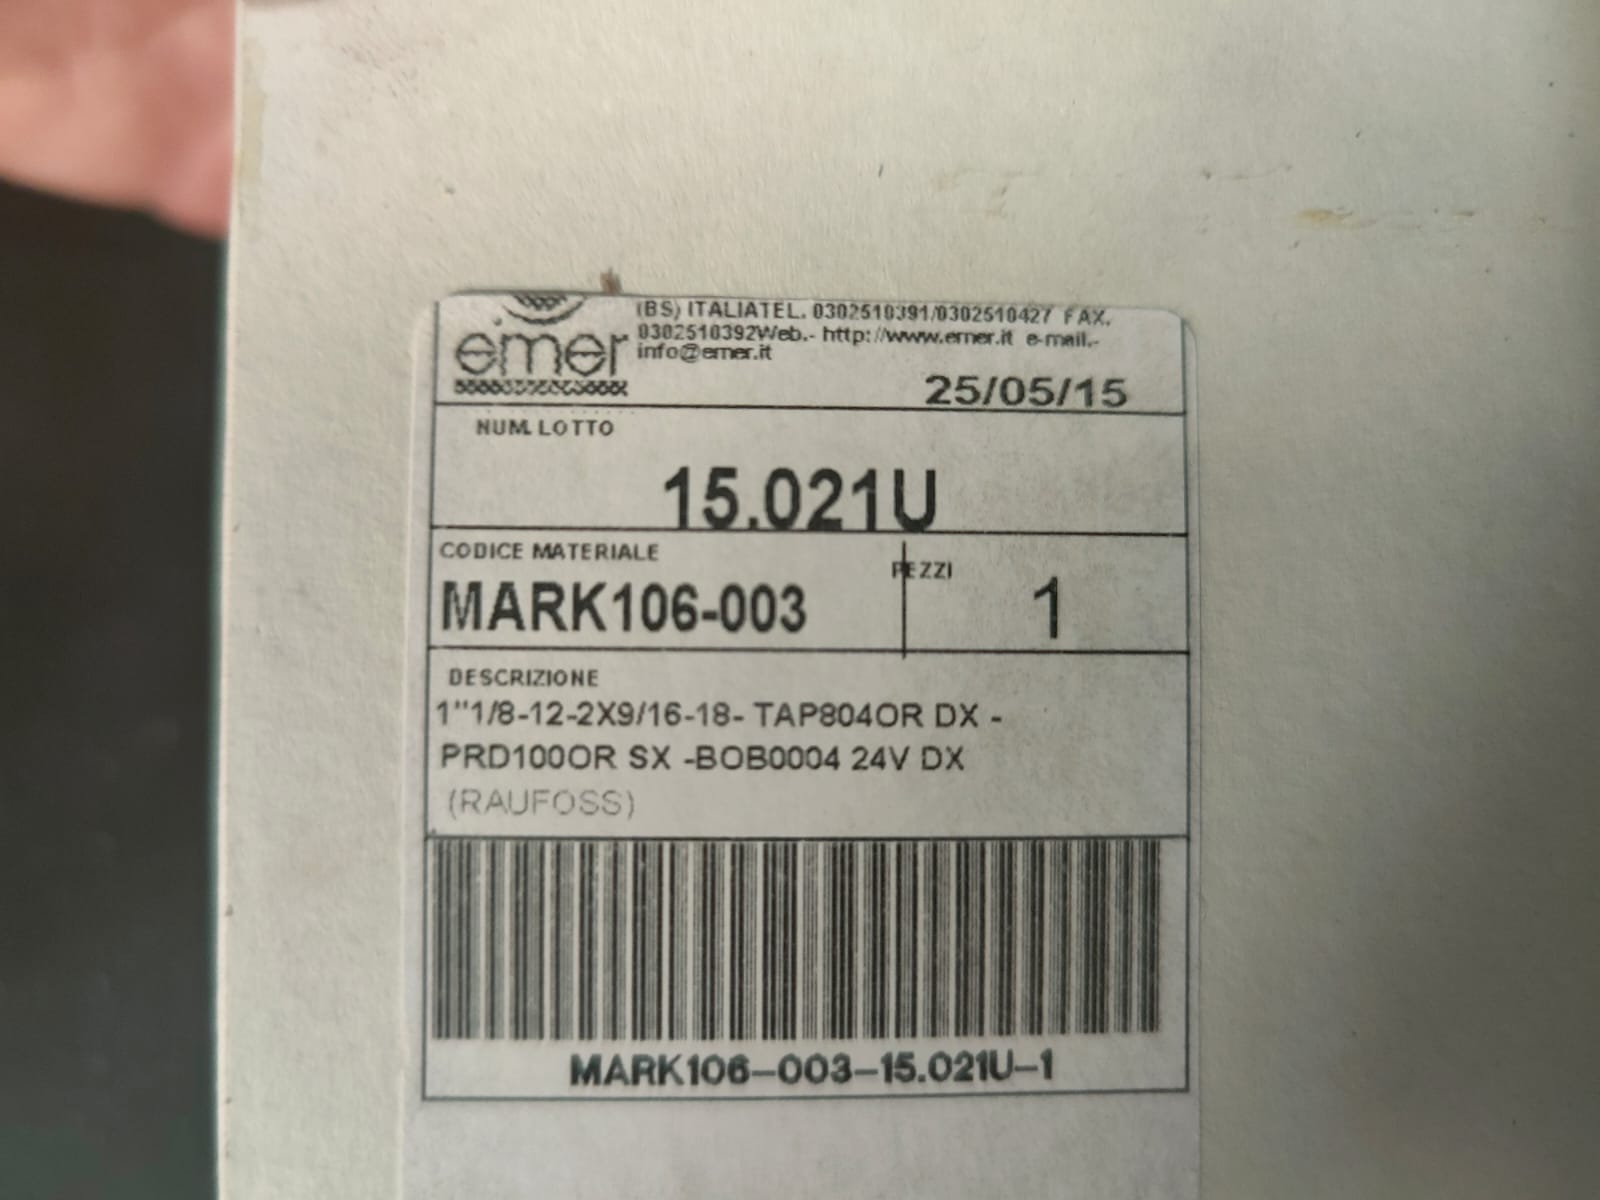 emer
(BS) ITALIATEL. 0302510391/0302510427 FAX.
0302510392Web.- http://www.emer.it e-mail.-
info@emer.it
25/05/15
NUM. LOTTO
15.021U
CODICE MATERIALE
PEZZI
MARK106-003
1
DESCRIZIONE
1"1/8-12-2X9/16-18- TAP804OR DX -
PRD100OR SX -BOB0004 24V DX
(RAUFOSS)
MARK106-003-15.021U-1